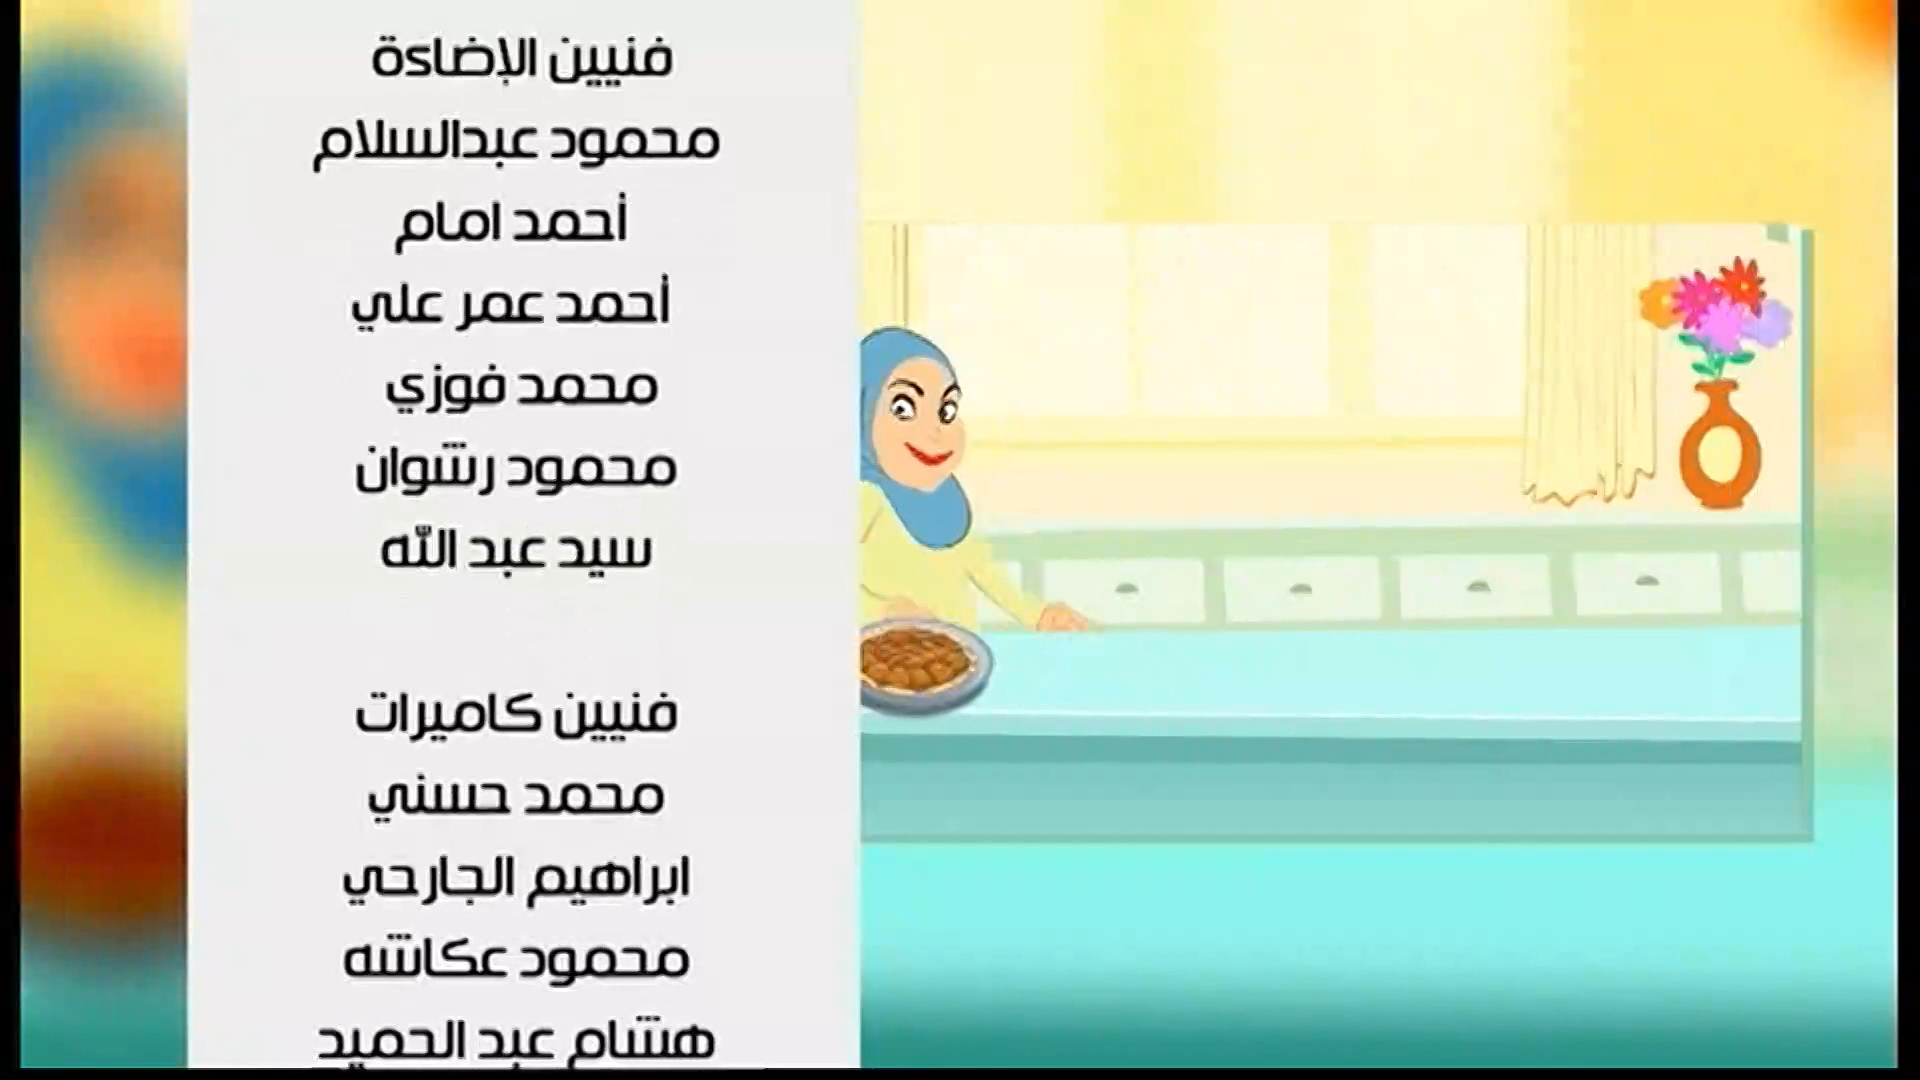 فنيين الإضاءة
محمود عبدالسلام
أحمد امام
أحمد عمر علي
محمد فوزي
محمود رشوان
سيد عبد الله
فنيين كاميرات
محمد حسني
ابراهيم الجارحي
محمود عكاشه
هشام عبد الحميد